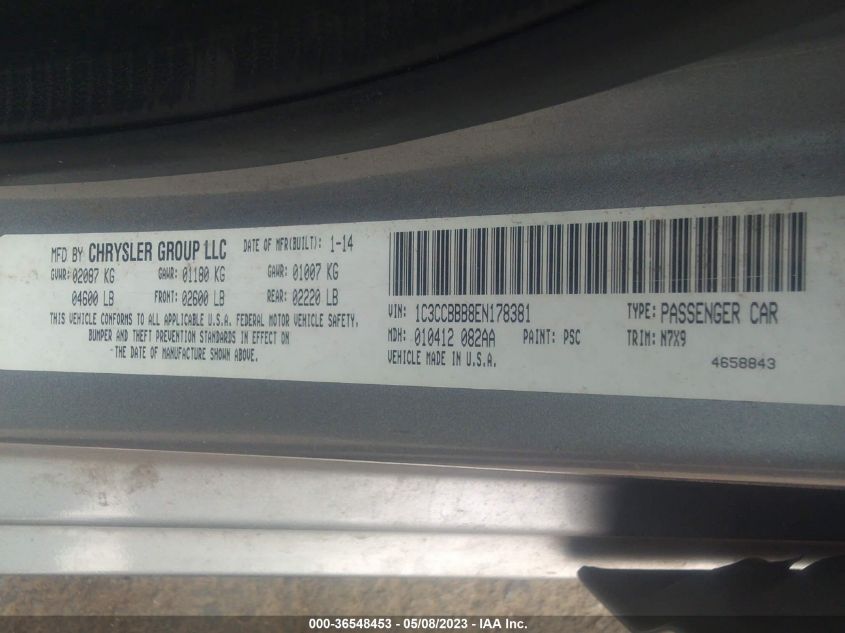 MFD BY CHRYSLER GROUP LLC DATE OF MFR(BUILT): 1-14
GVWR: 02087 KG GAWR: 01180 KG GAWR: 01007 KG
04600 LB FRONT: 02600 LB REAR: 02220 LB
THIS VEHICLE CONFORMS TO ALL APPLICABLE U.S.A. FEDERAL MOTOR VEHICLE SAFETY,
BUMPER AND THEFT PREVENTION STANDARDS IN EFFECT ON
THE DATE OF MANUFACTURE SHOWN ABOVE.
VIN: 1C3CCBBB8EN178381 TYPE: PASSENGER CAR
MDH: 010412 082AA PAINT: PSC TRIM: N7X9
VEHICLE MADE IN U.S.A. 4658843
000-36548453 - 05/08/2023 - IAA Inc.